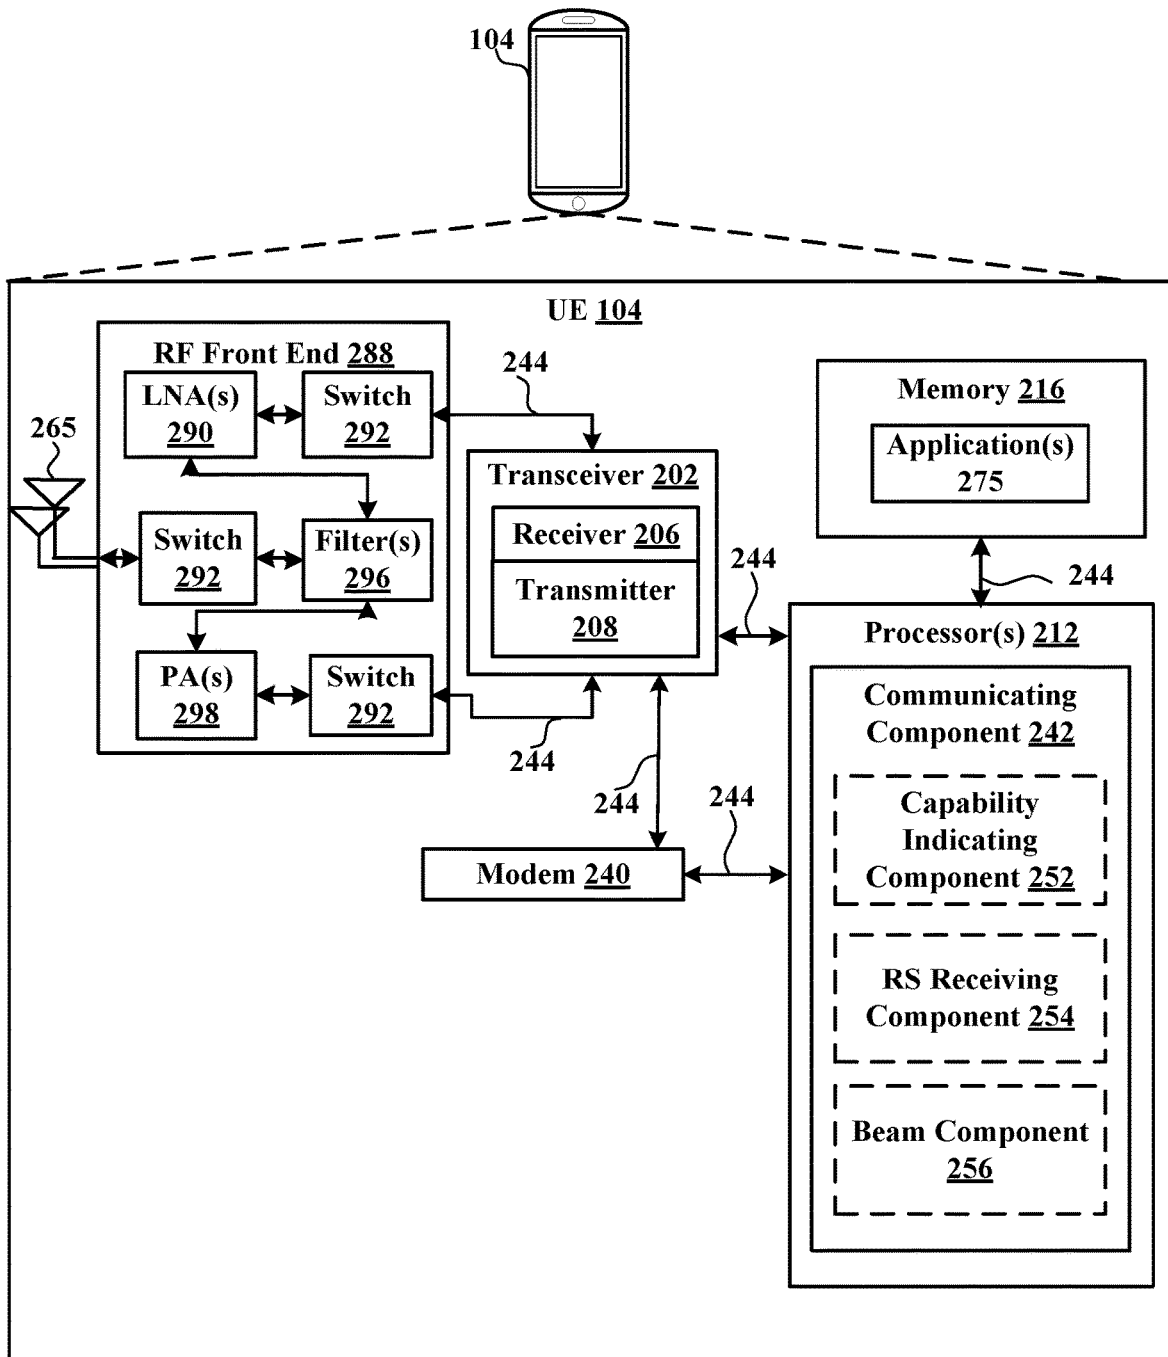 104
UE 104
RF Front End 288
LNA(s)
290
Switch
292
244
265
Switch
292
Filter(s)
296
PA(s)
298
Switch
292
244
Transceiver 202
Receiver 206
Transmitter
208
244
244
244
Modem 240
Memory 216
Application(s)
275
244
Processor(s) 212
Communicating
Component 242
Capability
Indicating
Component 252
RS Receiving
Component 254
Beam Component
256